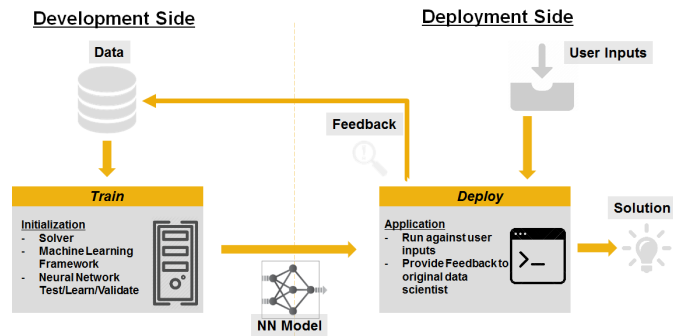 Development Side
Deployment Side
Data
User Inputs
Feedback
Train
Initialization
- Solver
- Machine Learning
Framework
- Neural Network
Test/Learn/Validate
NN Model
Deploy
Application
- Run against user
inputs
- Provide Feedback to
original data
scientist
Solution